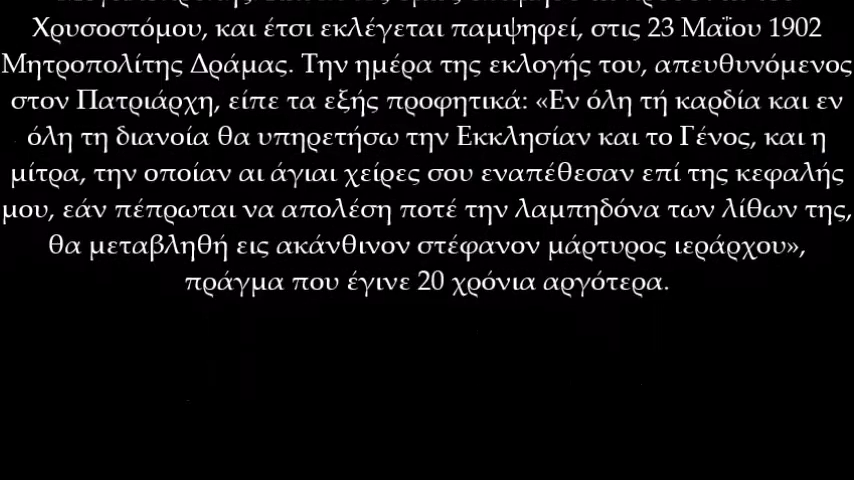 Χρυσοστόμου, και έτσι εκλέγεται παμψηφεί, στις 23 Μαΐου 1902
Μητροπολίτης Δράμας. Την ημέρα της εκλογής του, απευθυνόμενος
στον Πατριάρχη, είπε τα εξής προφητικά: «Εν όλη τή καρδία και εν
όλη τη διανοία θα υπηρετήσω την Εκκλησίαν και το Γένος, και η
μίτρα, την οποίαν αι άγιαι χείρες σου εναπέθεσαν επί της κεφαλής
μου, εάν πέπρωται να απολέση ποτέ την λαμπηδόνα των λίθων της,
θα μεταβληθή εις ακάνθινον στέφανον μάρτυρος ιεράρχου»,
πράγμα που έγινε 20 χρόνια αργότερα.